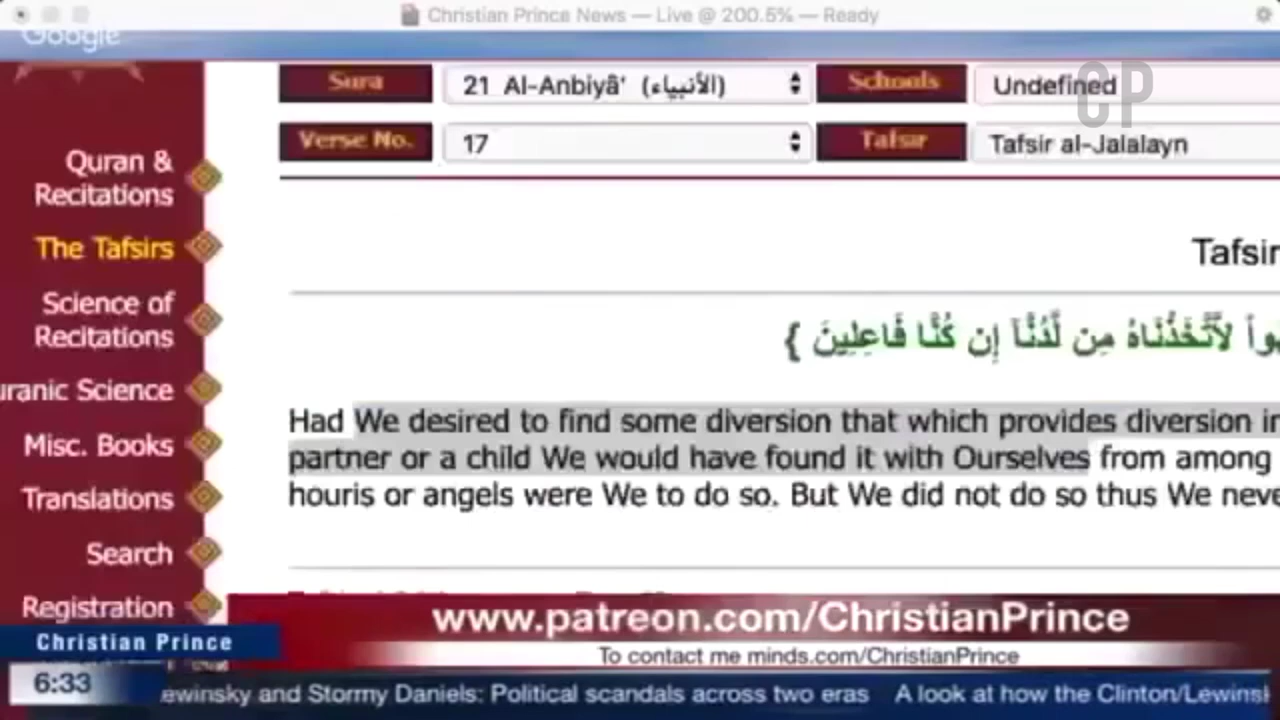 Christian Prince News — Live @ 200.5% — Ready
Google
Sura
21 Al-Anbiyâ' (الأنبياء)
Schools
Undefined
CP
Verse No.
17
Tafsir
Tafsir al-Jalalayn
Quran &
Recitations
The Tafsirs
Science of
Recitations
uranic Science
Misc. Books
Translations
Search
Registration
Tafsir
لاَّتَّخَذْنَاهُ مِن لَّدُنَّآ إِن كُنَّا فَاعِلِينَ }
Had We desired to find some diversion that which provides diversion in
partner or a child We would have found it with Ourselves from among
houris or angels were We to do so. But We did not do so thus We neve
www.patreon.com/ChristianPrince
To contact me minds.com/ChristianPrince
Christian Prince
6:33
ewinsky and Stormy Daniels: Political scandals across two eras A look at how the Clinton/Lewinsk